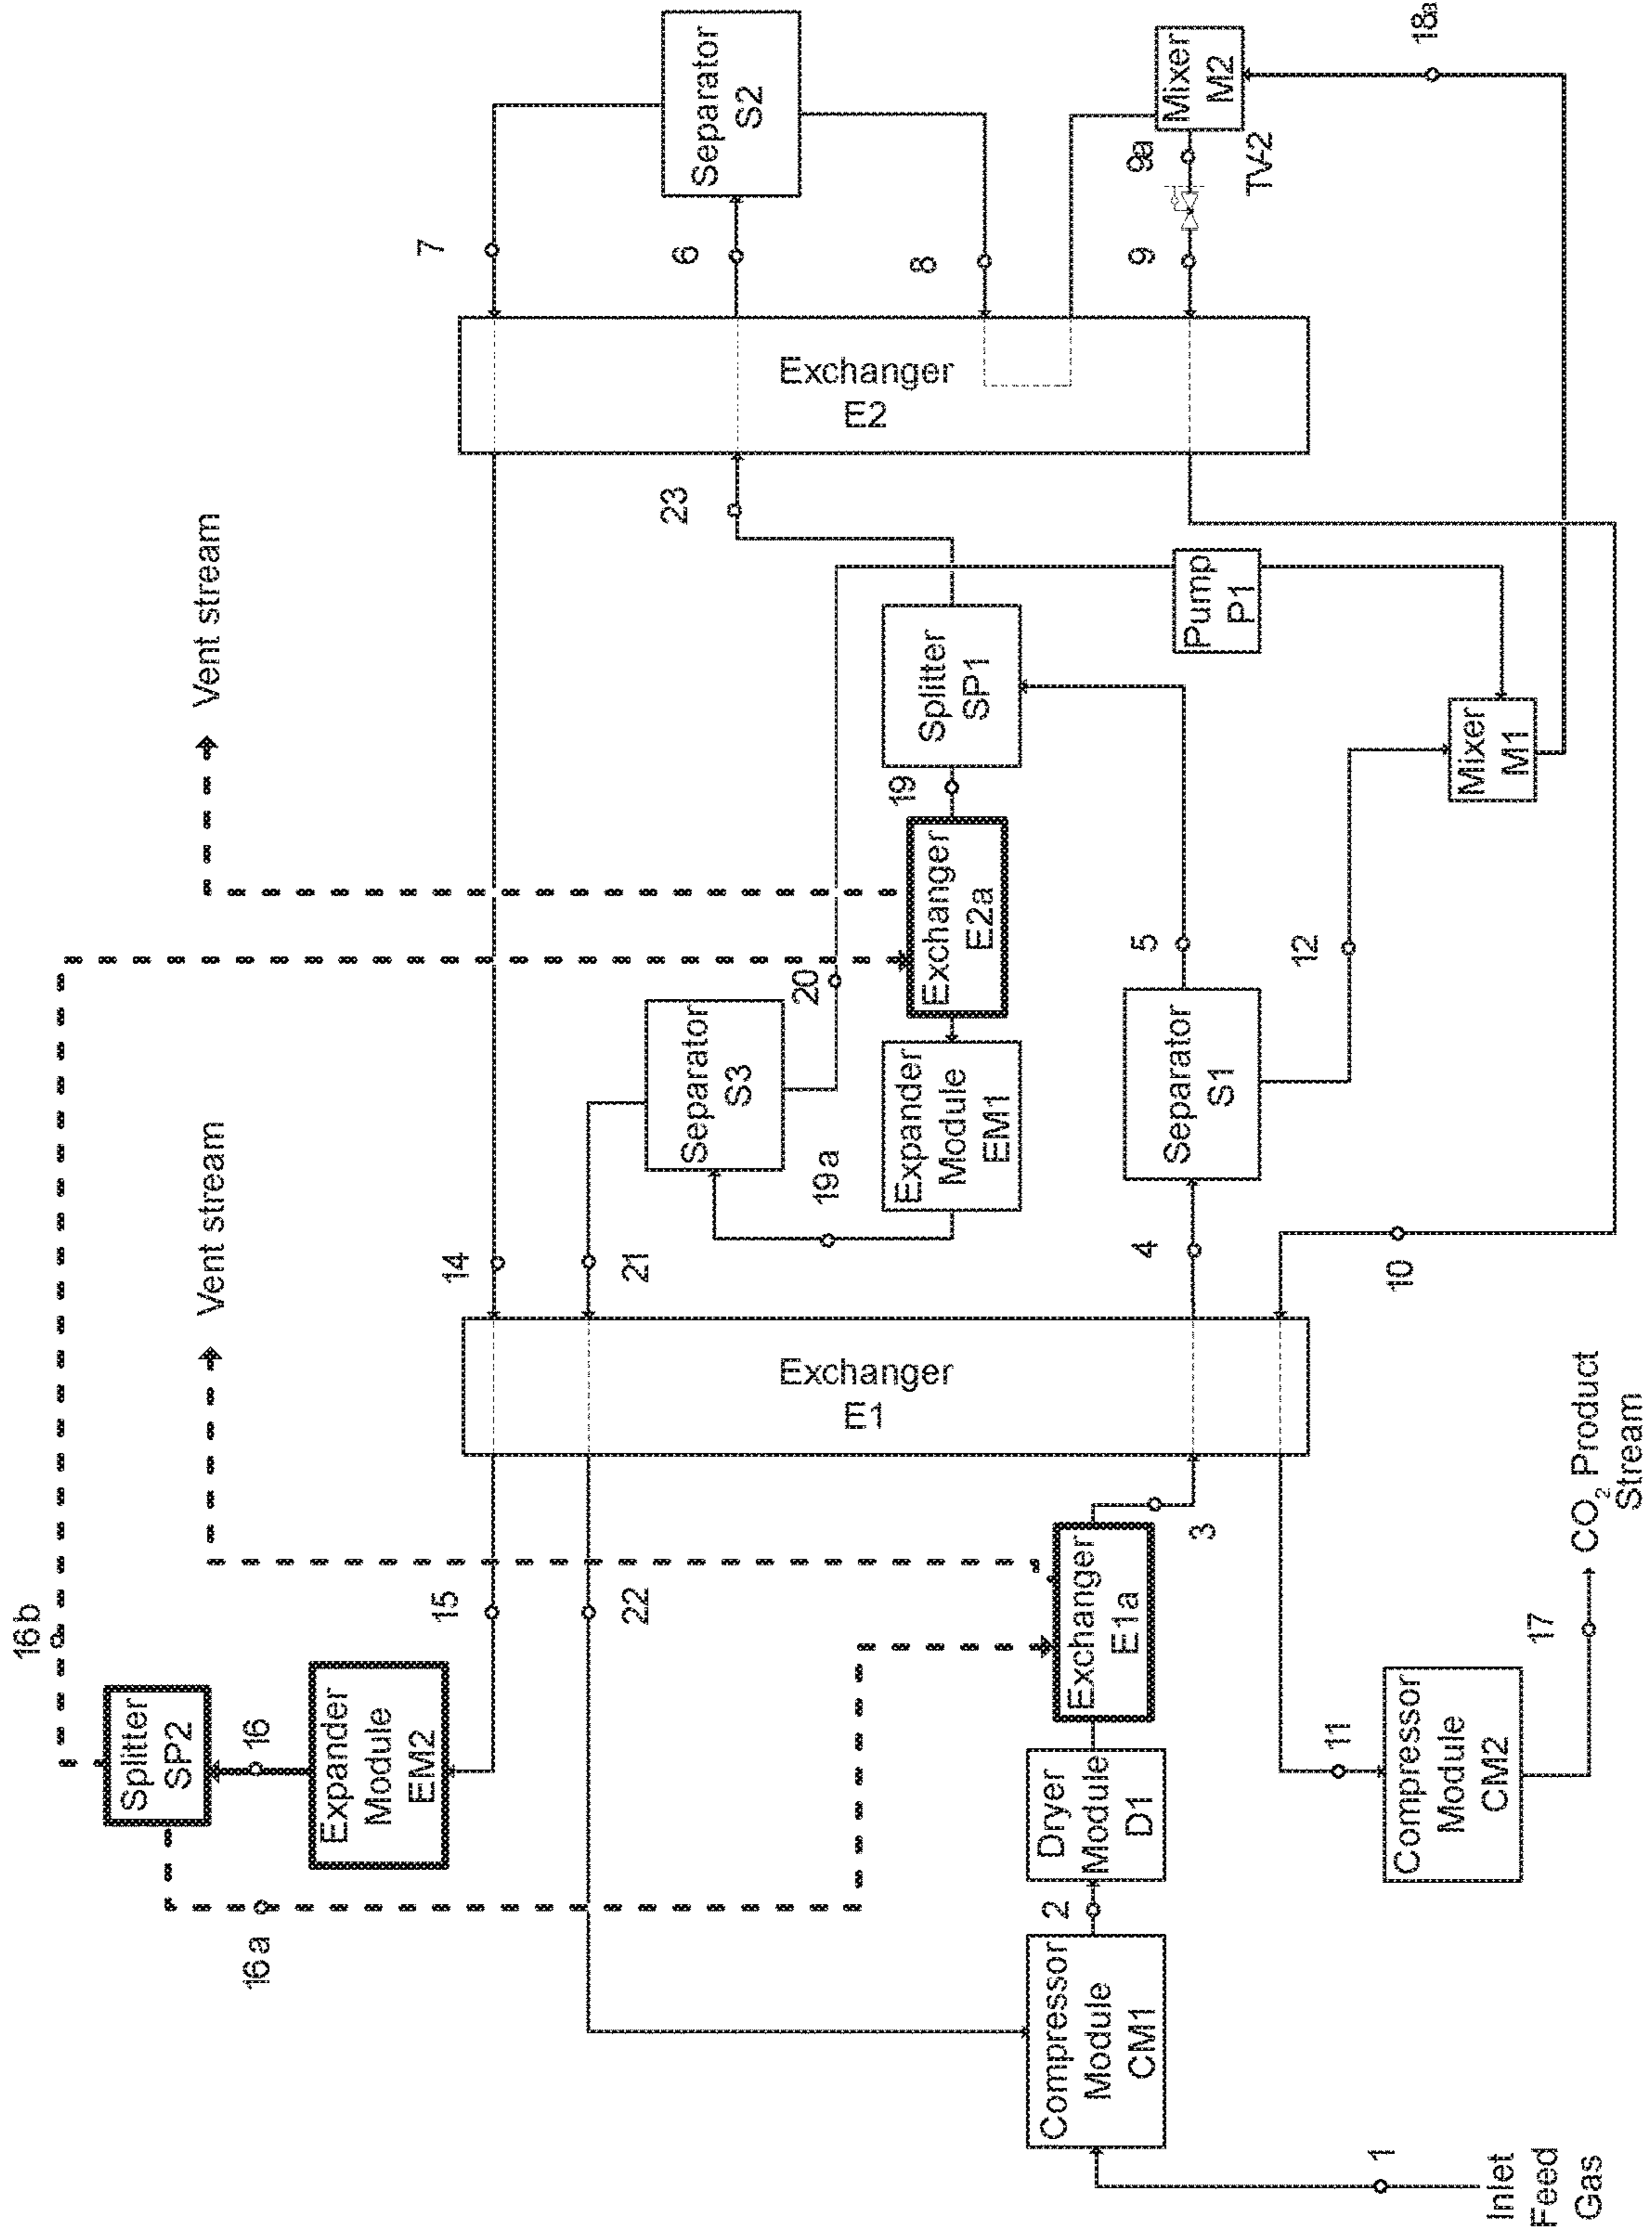 16b
Splitter
SP2
Vent stream
Vent stream
16a
16
Expander
Module
EM2
15
14
7
22
21
23
6
Separator
S3
Separator
S2
19a
20
Exchanger
E1
Exchanger
E2
19
8
Expander
Module
EM1
Exchanger
E2a
Splitter
SP1
Compressor
Module
CM1
2
Dryer
Module
D1
Exchanger
E1a
3
4
5
9
9a
Separator
S1
Pump
P1
Mixer
M2
TV-2
12
1
11
10
18a
Compressor
Module
CM2
Mixer
M1
Inlet
Feed
Gas
17
CO₂ Product
Stream